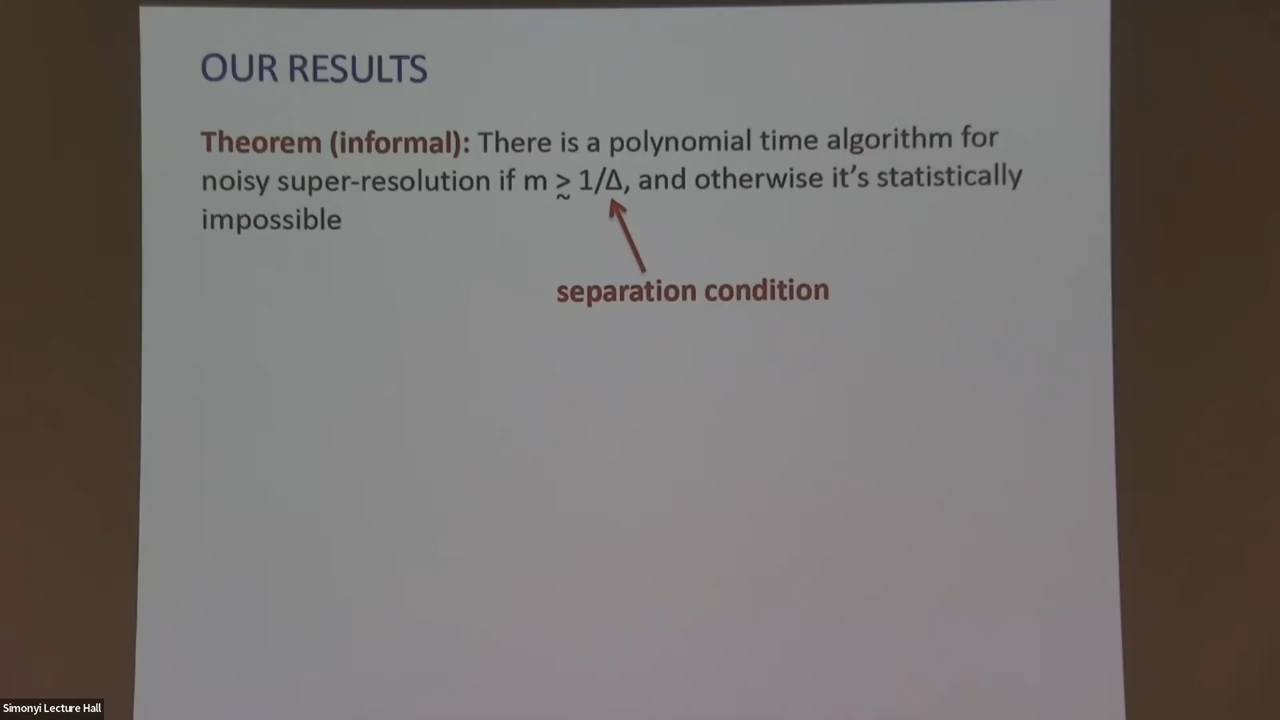 OUR RESULTS
Theorem (informal): There is a polynomial time algorithm for
noisy super-resolution if m ≳ 1/Δ, and otherwise it's statistically
impossible
separation condition
Simonyi Lecture Hall